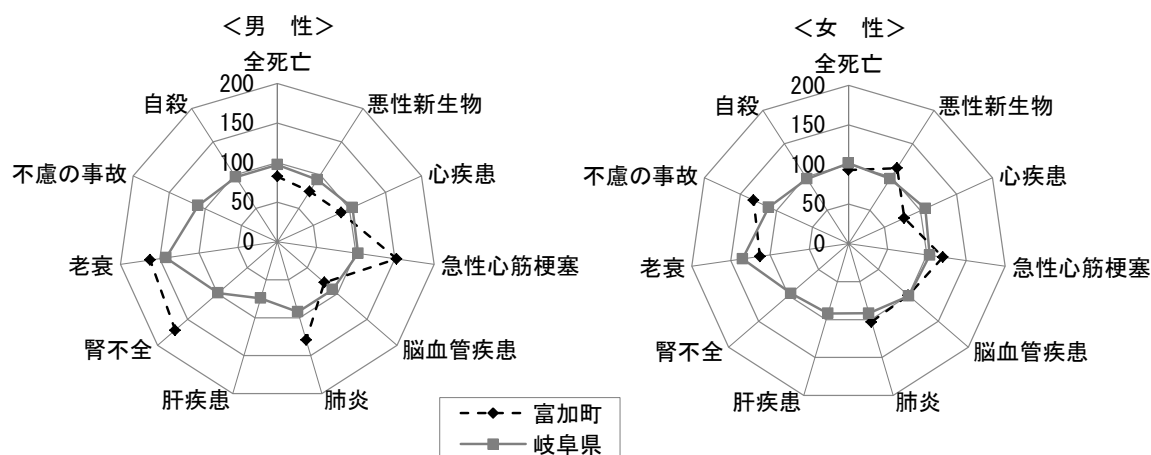 ＜男　性＞
全死亡
悪性新生物
心疾患
急性心筋梗塞
脳血管疾患
肺炎
肝疾患
腎不全
老衰
不慮の事故
自殺
200
150
100
50
0
＜女　性＞
全死亡
悪性新生物
心疾患
急性心筋梗塞
脳血管疾患
肺炎
肝疾患
腎不全
老衰
不慮の事故
自殺
200
150
100
50
0
富加町
岐阜県